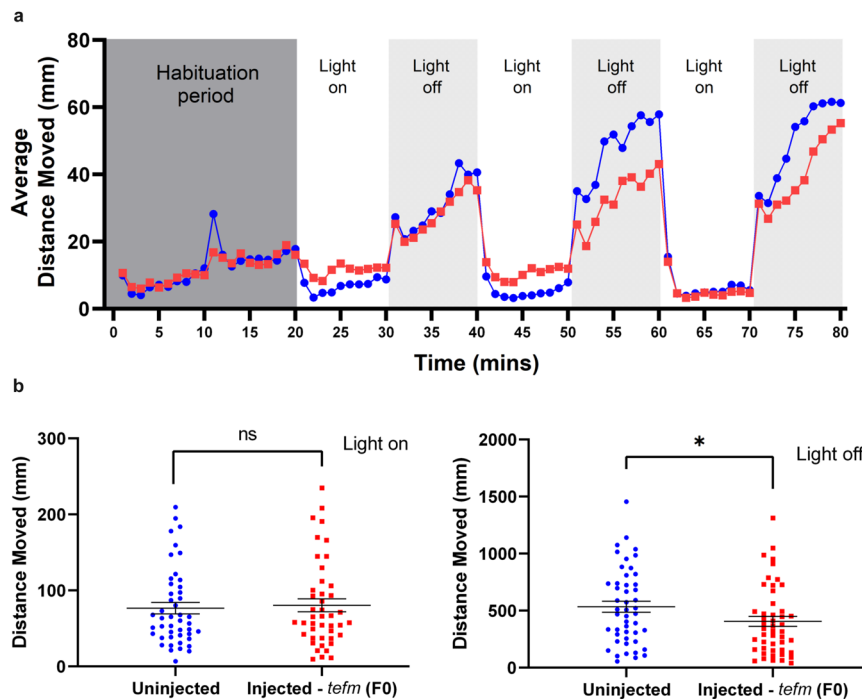 a
Average
Distance Moved (mm)
80
60
40
20
0
Habituation
period
Light
on
Light
off
Light
on
Light
off
Light
on
Light
off
0 5 10 15 20 25 30 35 40 45 50 55 60 65 70 75 80
Time (mins)
b
Distance Moved (mm)
300
200
100
0
ns
Light on
Uninjected Injected - tefm (F0)
Distance Moved (mm)
2000
1500
1000
500
0
*
Light off
Uninjected Injected - tefm (F0)